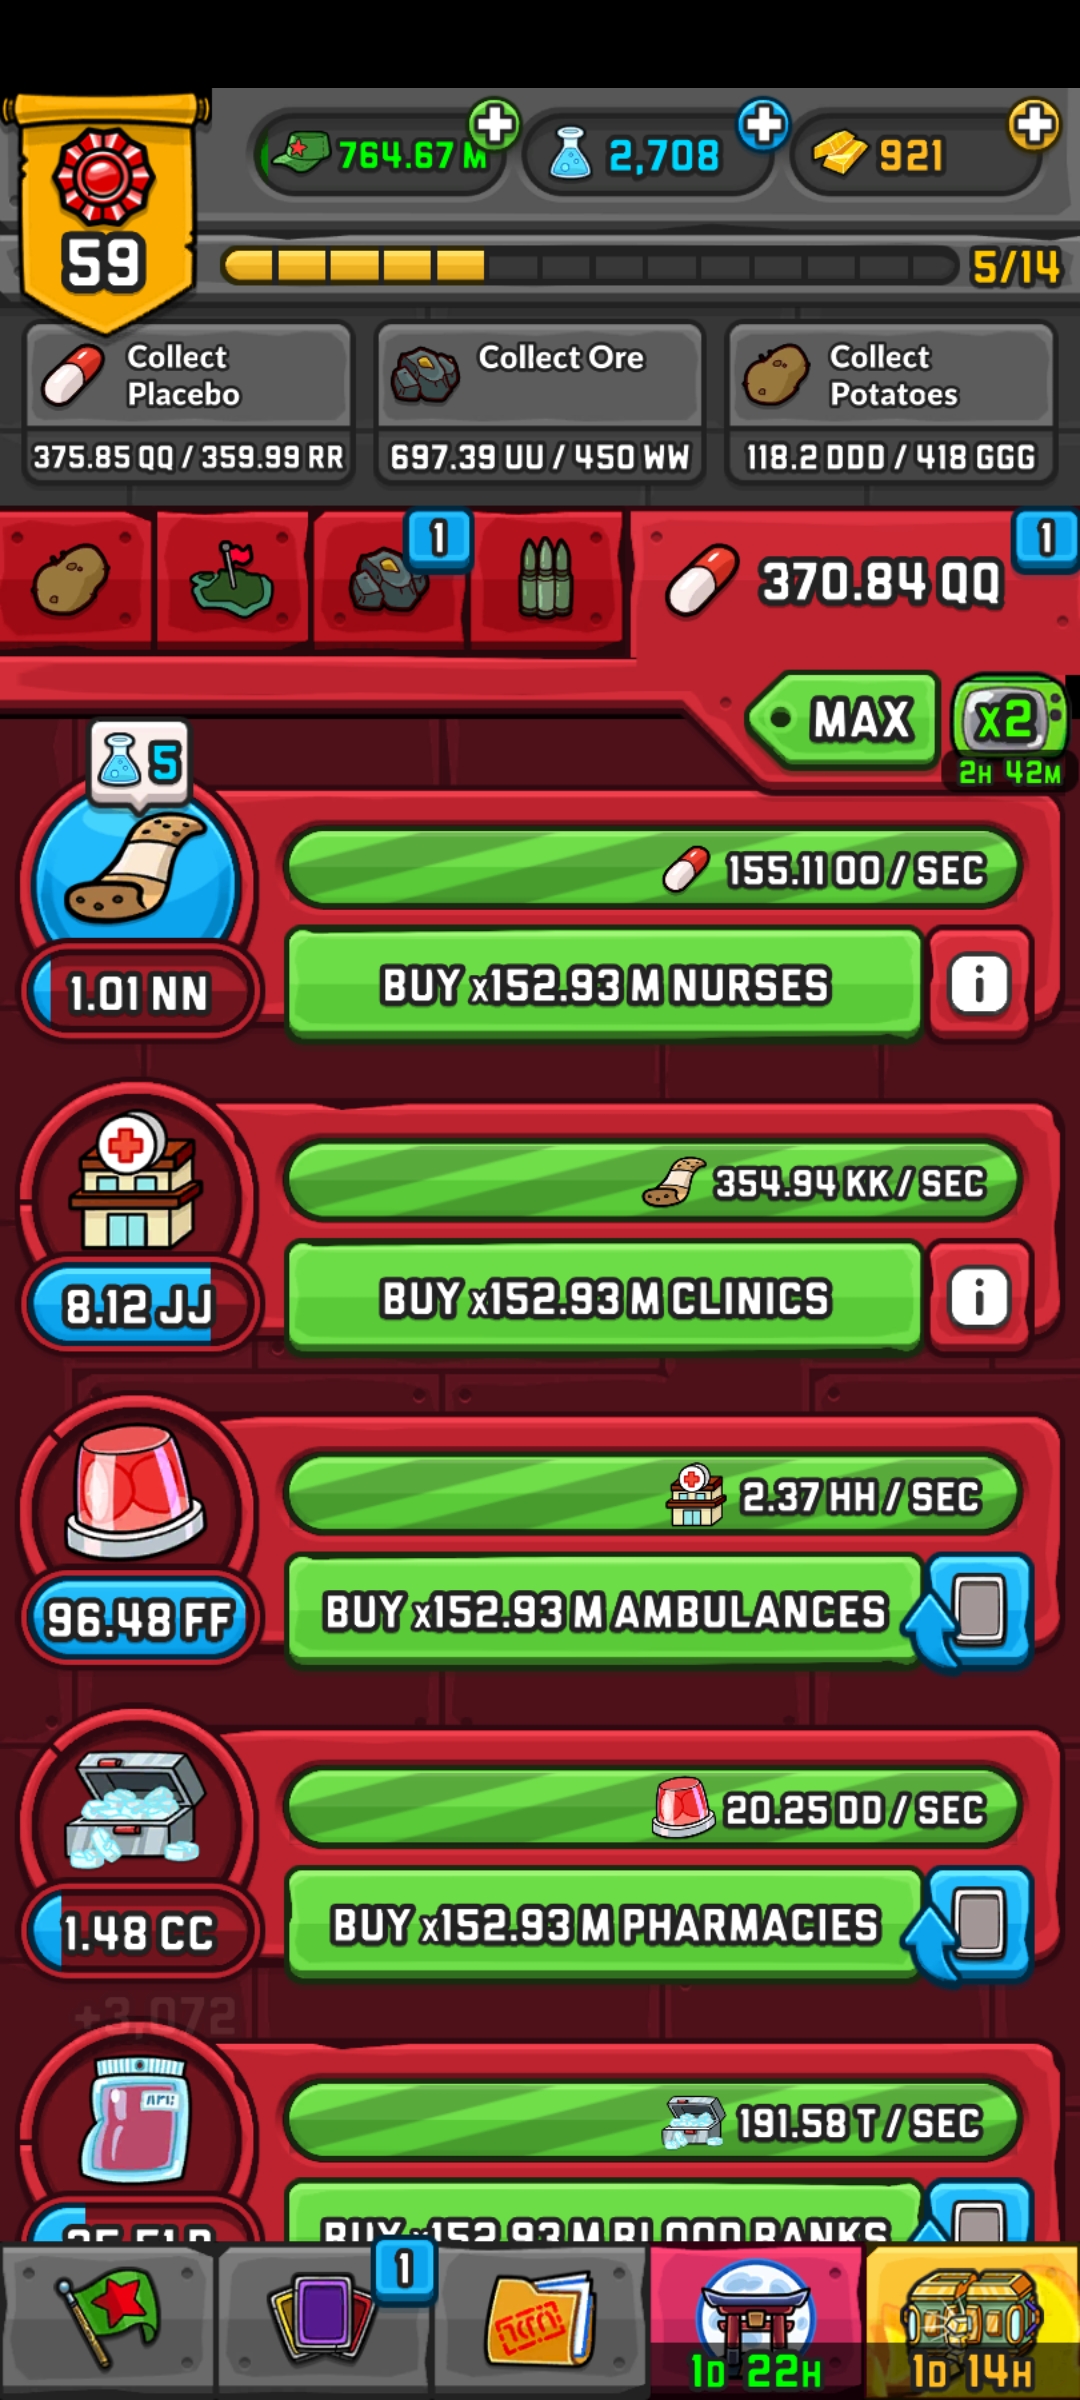 764.67 M
2,708
921
59
5/14
Collect
Placebo
375.85 QQ / 359.99 RR
Collect Ore
697.39 UU / 450 WW
Collect
Potatoes
118.2 DDD / 418 GGG
1
370.84 QQ
1
MAX
x2
2H 42M
5
155.11 OO / SEC
1.01 NN
BUY x152.93 M NURSES
i
354.94 KK / SEC
8.12 JJ
BUY x152.93 M CLINICS
i
2.37 HH / SEC
96.48 FF
BUY x152.93 M AMBULANCES
20.25 DD / SEC
1.48 CC
BUY x152.93 M PHARMACIES
+3,072
191.58 T / SEC
BUY x152.93 M BLOOD BANKS
1
1D 22H
1D 14H